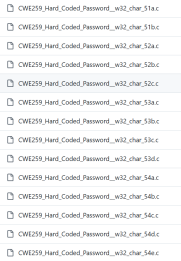 CWE259_Hard_Coded_Password__w32_char_51a.c
CWE259_Hard_Coded_Password__w32_char_51b.c
CWE259_Hard_Coded_Password__w32_char_52a.c
CWE259_Hard_Coded_Password__w32_char_52b.c
CWE259_Hard_Coded_Password__w32_char_52c.c
CWE259_Hard_Coded_Password__w32_char_53a.c
CWE259_Hard_Coded_Password__w32_char_53b.c
CWE259_Hard_Coded_Password__w32_char_53c.c
CWE259_Hard_Coded_Password__w32_char_53d.c
CWE259_Hard_Coded_Password__w32_char_54a.c
CWE259_Hard_Coded_Password__w32_char_54b.c
CWE259_Hard_Coded_Password__w32_char_54c.c
CWE259_Hard_Coded_Password__w32_char_54d.c
CWE259_Hard_Coded_Password__w32_char_54e.c